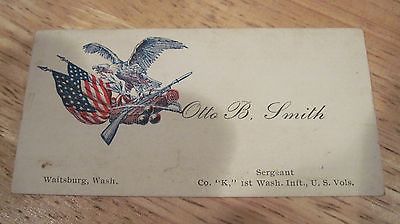 Otto B. Smith
Waitsburg, Wash.
Sergeant
Co. "K," 1st Wash. Inft., U. S. Vols.